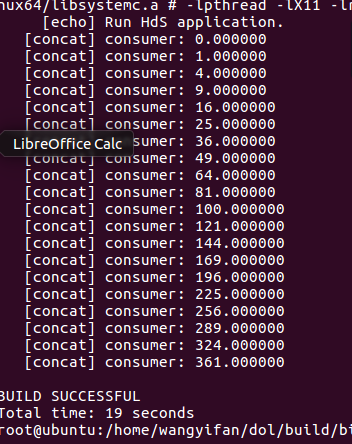 nux64/libsystemc.a # -lpthread -lX11 -l
[echo] Run HdS application.
[concat] consumer: 0.000000
[concat] consumer: 1.000000
[concat] consumer: 4.000000
[concat] consumer: 9.000000
[concat] consumer: 16.000000
[concat] consumer: 25.000000
LibreOffice Calc
sumer: 36.000000
[concat] consumer: 49.000000
[concat] consumer: 64.000000
[concat] consumer: 81.000000
[concat] consumer: 100.000000
[concat] consumer: 121.000000
[concat] consumer: 144.000000
[concat] consumer: 169.000000
[concat] consumer: 196.000000
[concat] consumer: 225.000000
[concat] consumer: 256.000000
[concat] consumer: 289.000000
[concat] consumer: 324.000000
[concat] consumer: 361.000000
BUILD SUCCESSFUL
Total time: 19 seconds
root@ubuntu:/home/wangyifan/dol/build/bi